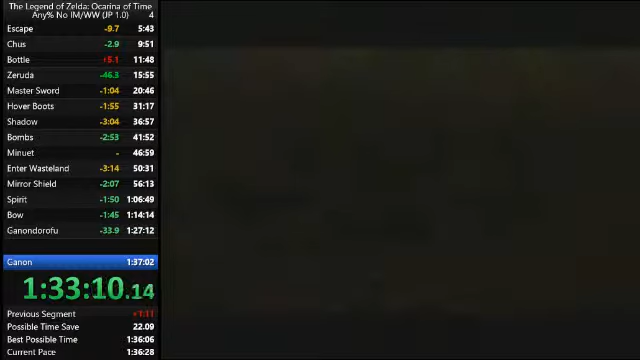 The Legend of Zelda: Ocarina of Time
Any% No IM/WW (JP 1.0) 4
Escape -9.7 5:43
Chus -2.9 9:51
Bottle +5.1 11:48
Zeruda -46.3 15:55
Master Sword -1:04 20:46
Hover Boots -1:55 31:17
Shadow -3:04 36:57
Bombs -2:53 41:52
Minuet - 46:59
Enter Wasteland -3:14 50:31
Mirror Shield -2:07 56:13
Spirit -1:50 1:06:49
Bow -1:45 1:14:14
Ganondorofu -33.9 1:27:12
Canon 1:37:02
1:33:10.14
Previous Segment +1:11
Possible Time Save 22.09
Best Possible Time 1:36:06
Current Pace 1:36:28